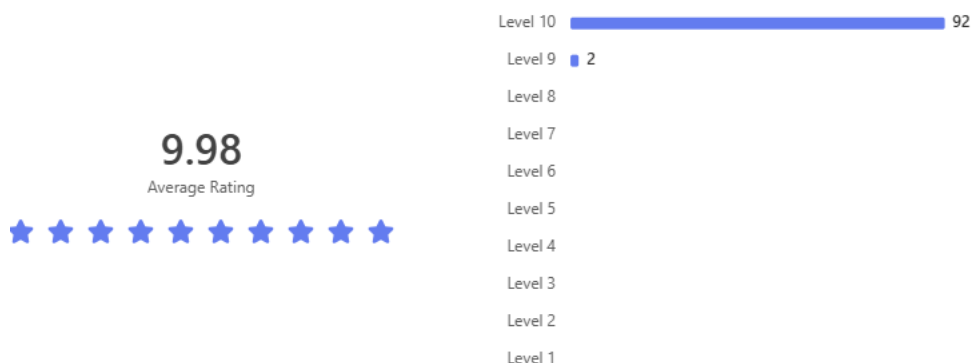 9.98
Average Rating
Level 10 92
Level 9 2
Level 8
Level 7
Level 6
Level 5
Level 4
Level 3
Level 2
Level 1